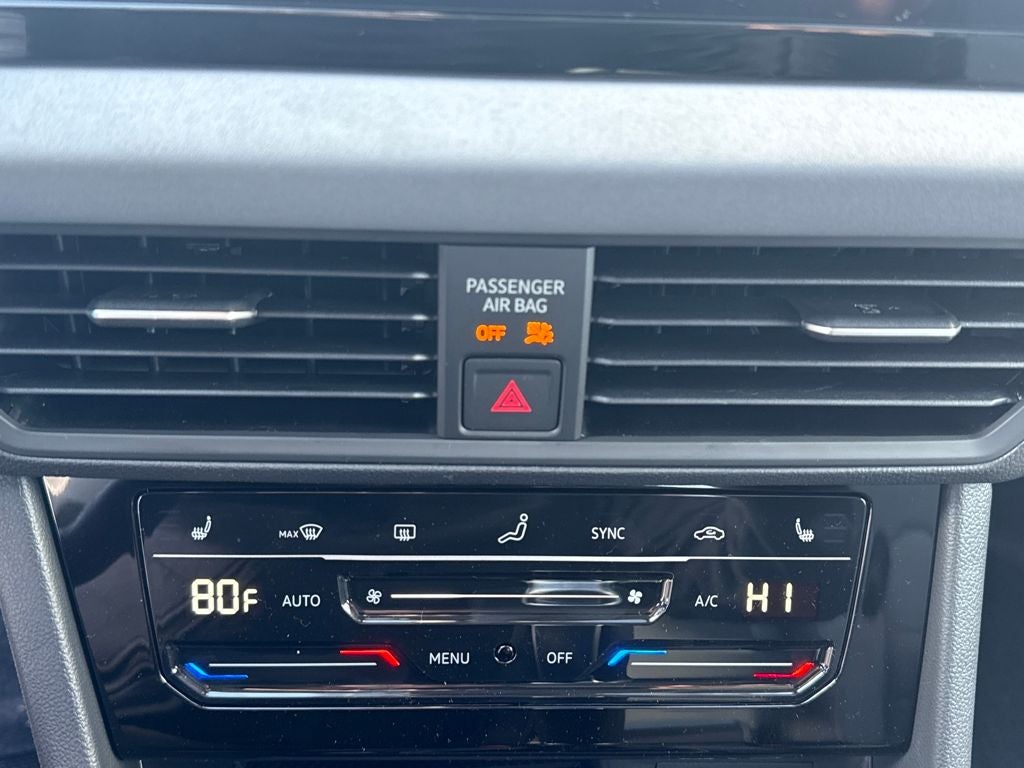 PASSENGER
AIR BAG
OFF
MAX
SYNC
80F
AUTO
A/C
HI
MENU
OFF